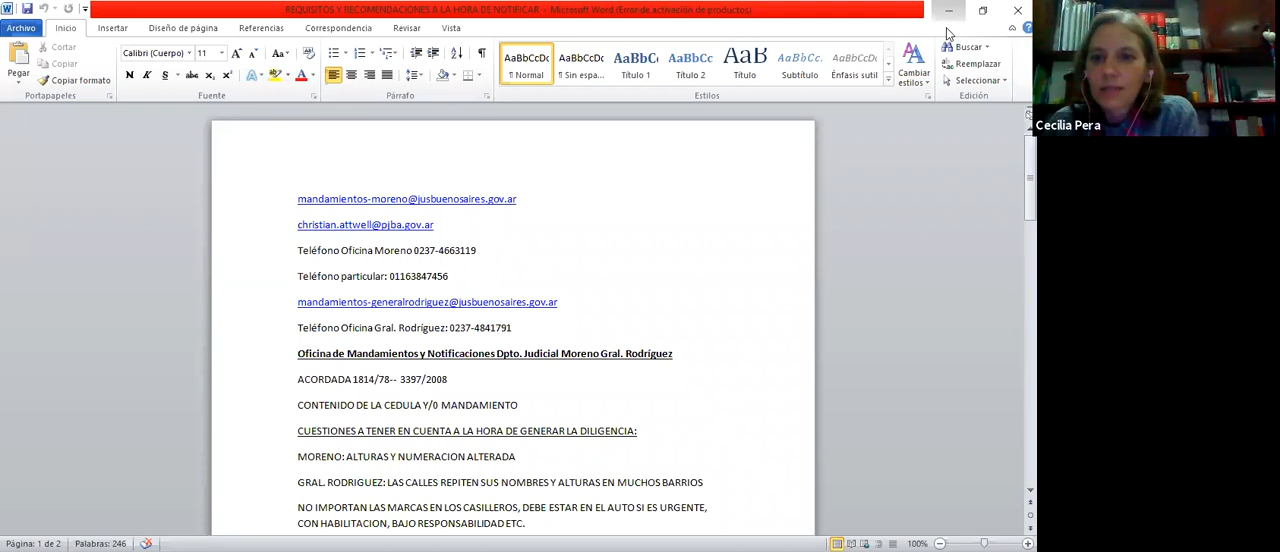 REQUISITOS Y RECOMENDACIONES A LA HORA DE NOTIFICAR - Microsoft Word (Error de activación de productos)
Archivo Inicio Insertar Diseño de página Referencias Correspondencia Revisar Vista
Pegar
Cortar
Copiar
Copiar formato
Portapapeles
Calibri (Cuerpo) 11
N K S abc x₂ x²
Fuente
Párrafo
AaBbCcDc AaBbCcDc AaBbC AaBbCc AaB AaBbCc. AaBbCcDc
¶ Normal ¶ Sin espa... Título 1 Título 2 Título Subtítulo Énfasis sutil
Cambiar estilos
Estilos
Buscar
Reemplazar
Seleccionar
Edición
Cecilia Pera
mandamientos-moreno@jusbuenosaires.gov.ar
christian.attwell@pjba.gov.ar
Teléfono Oficina Moreno 0237-4663119
Teléfono particular: 01163847456
mandamientos-generalrodriguez@jusbuenosaires.gov.ar
Teléfono Oficina Gral. Rodríguez: 0237-4841791
Oficina de Mandamientos y Notificaciones Dpto. Judicial Moreno Gral. Rodríguez
ACORDADA 1814/78-- 3397/2008
CONTENIDO DE LA CEDULA Y/0 MANDAMIENTO
CUESTIONES A TENER EN CUENTA A LA HORA DE GENERAR LA DILIGENCIA:
MORENO: ALTURAS Y NUMERACION ALTERADA
GRAL. RODRIGUEZ: LAS CALLES REPITEN SUS NOMBRES Y ALTURAS EN MUCHOS BARRIOS
NO IMPORTAN LAS MARCAS EN LOS CASILLEROS, DEBE ESTAR EN EL AUTO SI ES URGENTE,
CON HABILITACION, BAJO RESPONSABILIDAD ETC.
Página: 1 de 2 Palabras: 246 100%